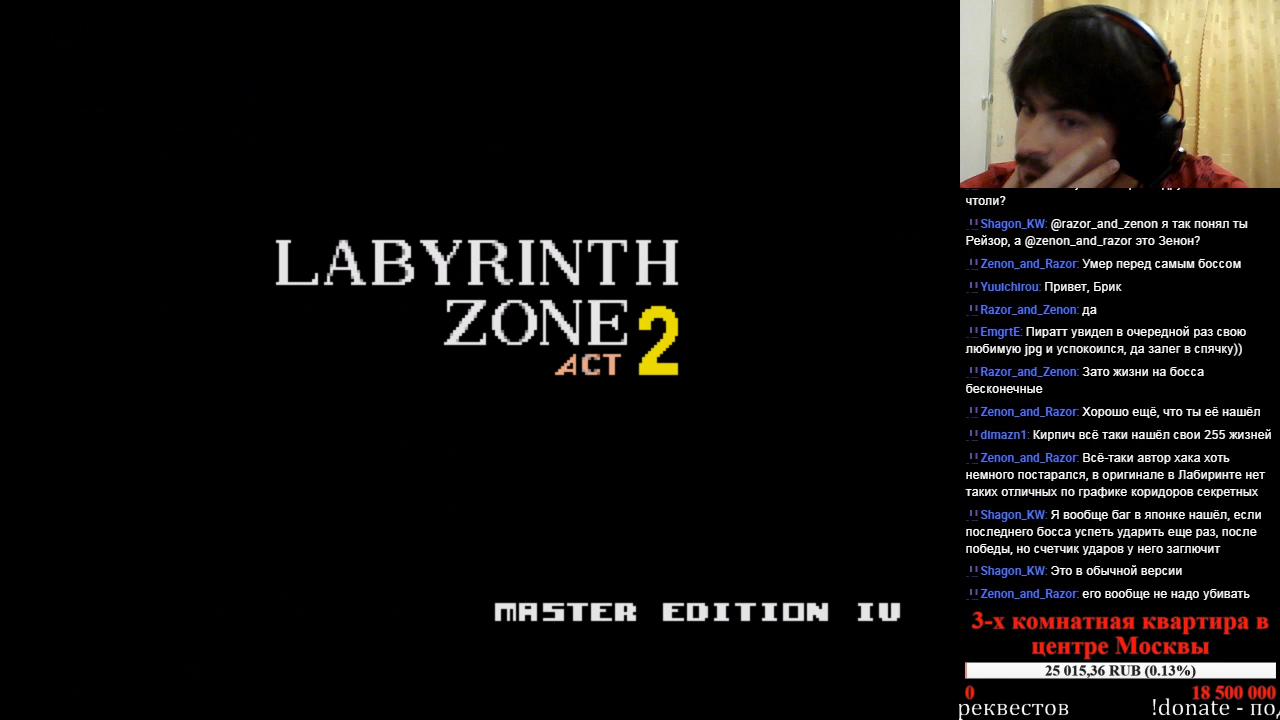 LABYRINTH
ZONE
ACT 2
MASTER EDITION IV
чтоли?
Shagon_KW: @razor_and_zenon я так понял ты
Рейзор, а @zenon_and_razor это Зенон?
Zenon_and_Razor: Умер перед самым боссом
Yuuichirou: Привет, Брик
Razor_and_Zenon: да
EmgrtE: Пиратт увидел в очередной раз свою
любимую jpg и успокоился, да залег в спячку))
Razor_and_Zenon: Зато жизни на босса
бесконечные
Zenon_and_Razor: Хорошо ещё, что ты её нашёл
dimazn1: Кирпич всё таки нашёл свои 255 жизней
Zenon_and_Razor: Всё-таки автор хака хоть
немного постарался, в оригинале в Лабиринте нет
таких отличных по графике коридоров секретных
Shagon_KW: Я вообще баг в японке нашёл, если
последнего босса успеть ударить еще раз, после
победы, но счетчик ударов у него заглючит
Shagon_KW: Это в обычной версии
Zenon_and_Razor: его вообще не надо убивать
3-х комнатная квартира в
центре Москвы
25 015,36 RUB (0.13%)
0 18 500 000
реквестов !donate - по